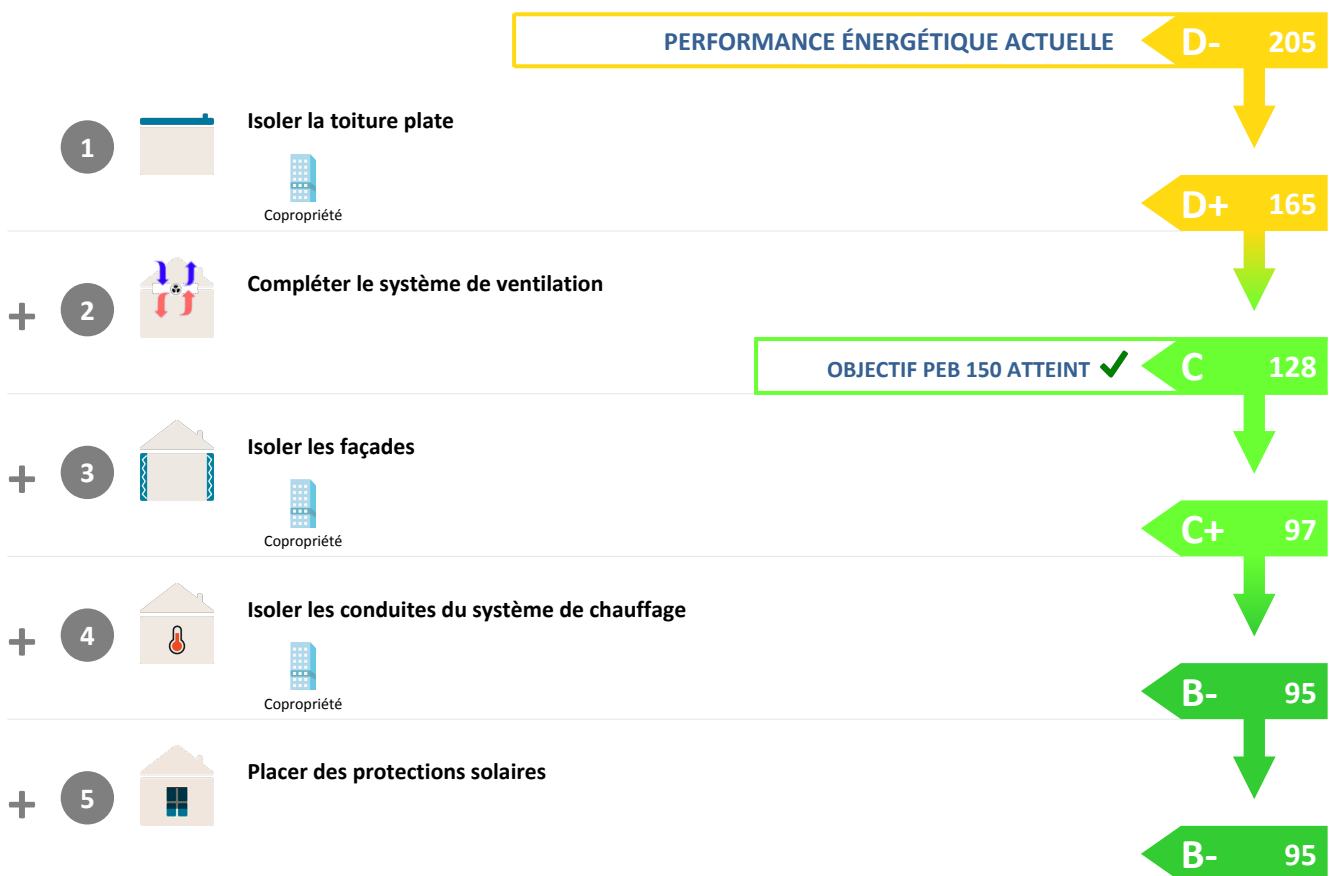 PERFORMANCE ÉNERGÉTIQUE ACTUELLE D- 205
1 Isoler la toiture plate
Copropriété
D+ 165
+ 2 Compléter le système de ventilation
OBJECTIF PEB 150 ATTEINT ✓ C 128
+ 3 Isoler les façades
Copropriété
C+ 97
+ 4 Isoler les conduites du système de chauffage
Copropriété
B- 95
+ 5 Placer des protections solaires
B- 95